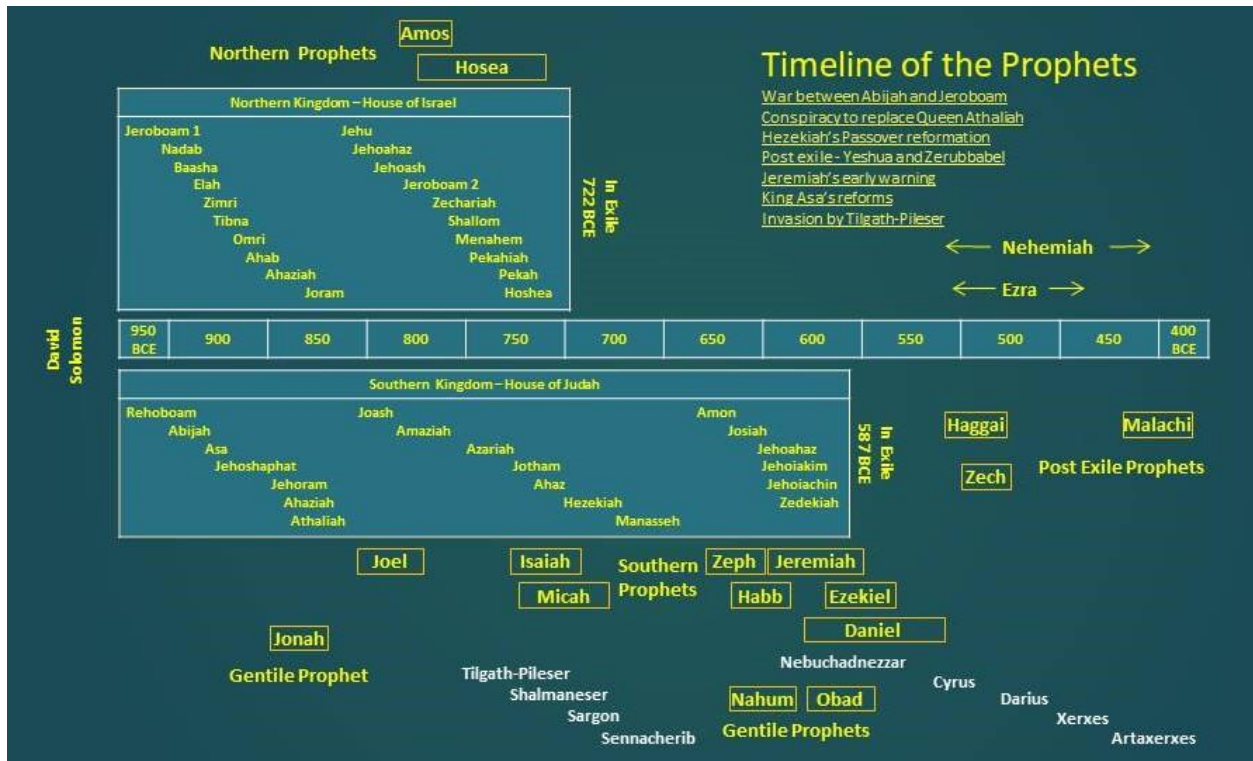 Amos
Northern Prophets
Hosea
Timeline of the Prophets
War between Abijah and Jeroboam
Conspiracy to replace Queen Athaliah
Hezekiah's Passover reformation
Post exile - Yeshua and Zerubbabel
Jeremiah's early warning
King Asa's reforms
Invasion by Tilgath-Pileser
Northern Kingdom – House of Israel
Jeroboam 1
Nadab
Baasha
Elah
Zimri
Tibna
Omri
Ahab
Ahaziah
Joram
Jehu
Jehoahaz
Jehoash
Jeroboam 2
Zechariah
Shallom
Menahem
Pekahiah
Pekah
Hoshea
In Exile
722 BCE
Nehemiah
Ezra
David
Solomon
950 BCE 900 850 800 750 700 650 600 550 500 450 400 BCE
Southern Kingdom – House of Judah
Rehoboam
Abijah
Asa
Jehoshaphat
Jehoram
Ahaziah
Athaliah
Joash
Amaziah
Azariah
Jotham
Ahaz
Hezekiah
Manasseh
Amon
Josiah
Jehoahaz
Jehoiakim
Jehoiachin
Zedekiah
In Exile
587 BCE
Haggai
Malachi
Zech
Post Exile Prophets
Joel
Isaiah
Micah
Southern
Prophets
Zeph
Jeremiah
Habb
Ezekiel
Daniel
Jonah
Gentile Prophet
Tilgath-Pileser
Shalmaneser
Sargon
Sennacherib
Nebuchadnezzar
Cyrus
Darius
Xerxes
Artaxerxes
Nahum
Obad
Gentile Prophets